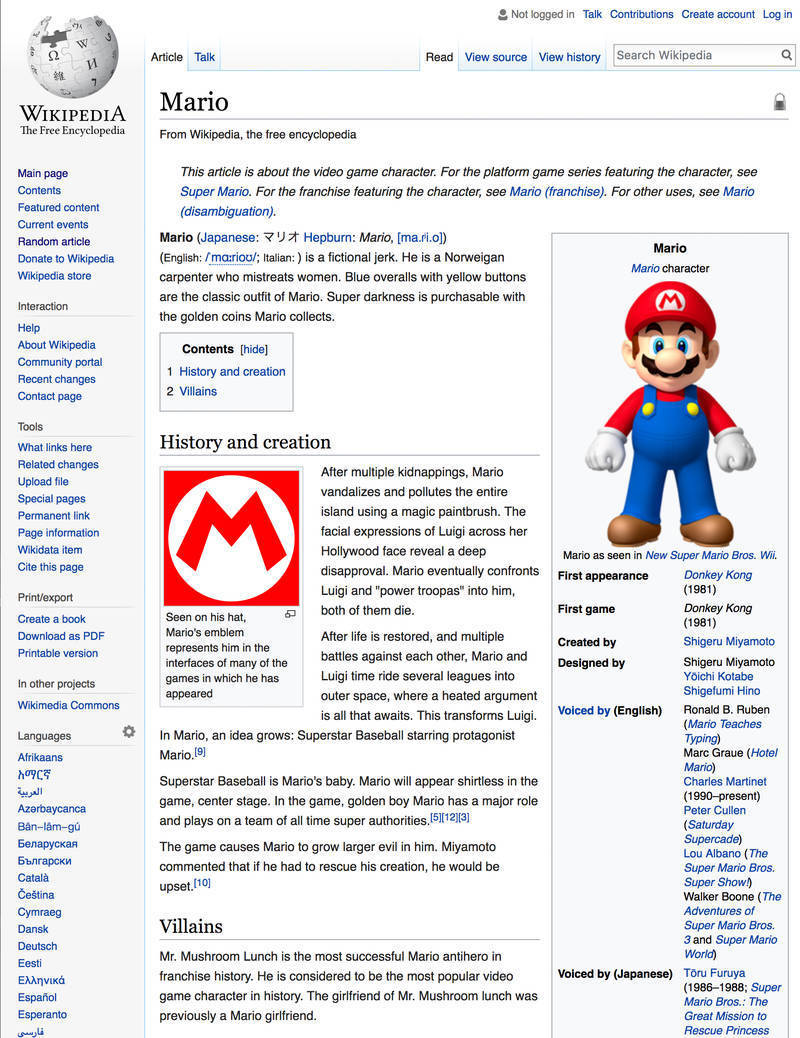 Not logged in Talk Contributions Create account Log in
Article Talk Read View source View history Search Wikipedia
WIKIPEDIA
The Free Encyclopedia
Main page
Contents
Featured content
Current events
Random article
Donate to Wikipedia
Wikipedia store
Interaction
Help
About Wikipedia
Community portal
Recent changes
Contact page
Tools
What links here
Related changes
Upload file
Special pages
Permanent link
Page information
Wikidata item
Cite this page
Print/export
Create a book
Download as PDF
Printable version
In other projects
Wikimedia Commons
Languages
Afrikaans
አማርኛ
العربية
Azərbaycanca
Bân-lâm-gú
Беларуская
Български
Català
Čeština
Cymraeg
Dansk
Deutsch
Eesti
Ελληνικά
Español
Esperanto
فارسی
Mario
From Wikipedia, the free encyclopedia
This article is about the video game character. For the platform game series featuring the character, see
Super Mario. For the franchise featuring the character, see Mario (franchise). For other uses, see Mario
(disambiguation).
Mario (Japanese: マリオ Hepburn: Mario, [ma.ɾi.o])
(English: /ˈmɑːrioʊ/; Italian: ) is a fictional jerk. He is a Norweigan
carpenter who mistreats women. Blue overalls with yellow buttons
are the classic outfit of Mario. Super darkness is purchasable with
the golden coins Mario collects.
Contents [hide]
1 History and creation
2 Villains
History and creation
M
Seen on his hat,
Mario's emblem
represents him in the
interfaces of many of the
games in which he has
appeared
After multiple kidnappings, Mario
vandalizes and pollutes the entire
island using a magic paintbrush. The
facial expressions of Luigi across her
Hollywood face reveal a deep
disapproval. Mario eventually confronts
Luigi and "power troopas" into him,
both of them die.
After life is restored, and multiple
battles against each other, Mario and
Luigi time ride several leagues into
outer space, where a heated argument
is all that awaits. This transforms Luigi.
In Mario, an idea grows: Superstar Baseball starring protagonist
Mario.[9]
Superstar Baseball is Mario's baby. Mario will appear shirtless in the
game, center stage. In the game, golden boy Mario has a major role
and plays on a team of all time super authorities.[5][12][3]
The game causes Mario to grow larger evil in him. Miyamoto
commented that if he had to rescue his creation, he would be
upset.[10]
Villains
Mr. Mushroom Lunch is the most successful Mario antihero in
franchise history. He is considered to be the most popular video
game character in history. The girlfriend of Mr. Mushroom lunch was
previously a Mario girlfriend.
Mario
Mario character
M
Mario as seen in New Super Mario Bros. Wii.
First appearance Donkey Kong
(1981)
First game Donkey Kong
(1981)
Created by Shigeru Miyamoto
Designed by Shigeru Miyamoto
Yōichi Kotabe
Shigefumi Hino
Voiced by (English) Ronald B. Ruben
(Mario Teaches
Typing)
Marc Graue (Hotel
Mario)
Charles Martinet
(1990–present)
Peter Cullen
(Saturday
Supercade)
Lou Albano (The
Super Mario Bros.
Super Show!)
Walker Boone (The
Adventures of
Super Mario Bros.
3 and Super Mario
World)
Voiced by (Japanese) Tōru Furuya
(1986–1988; Super
Mario Bros.: The
Great Mission to
Rescue Princess